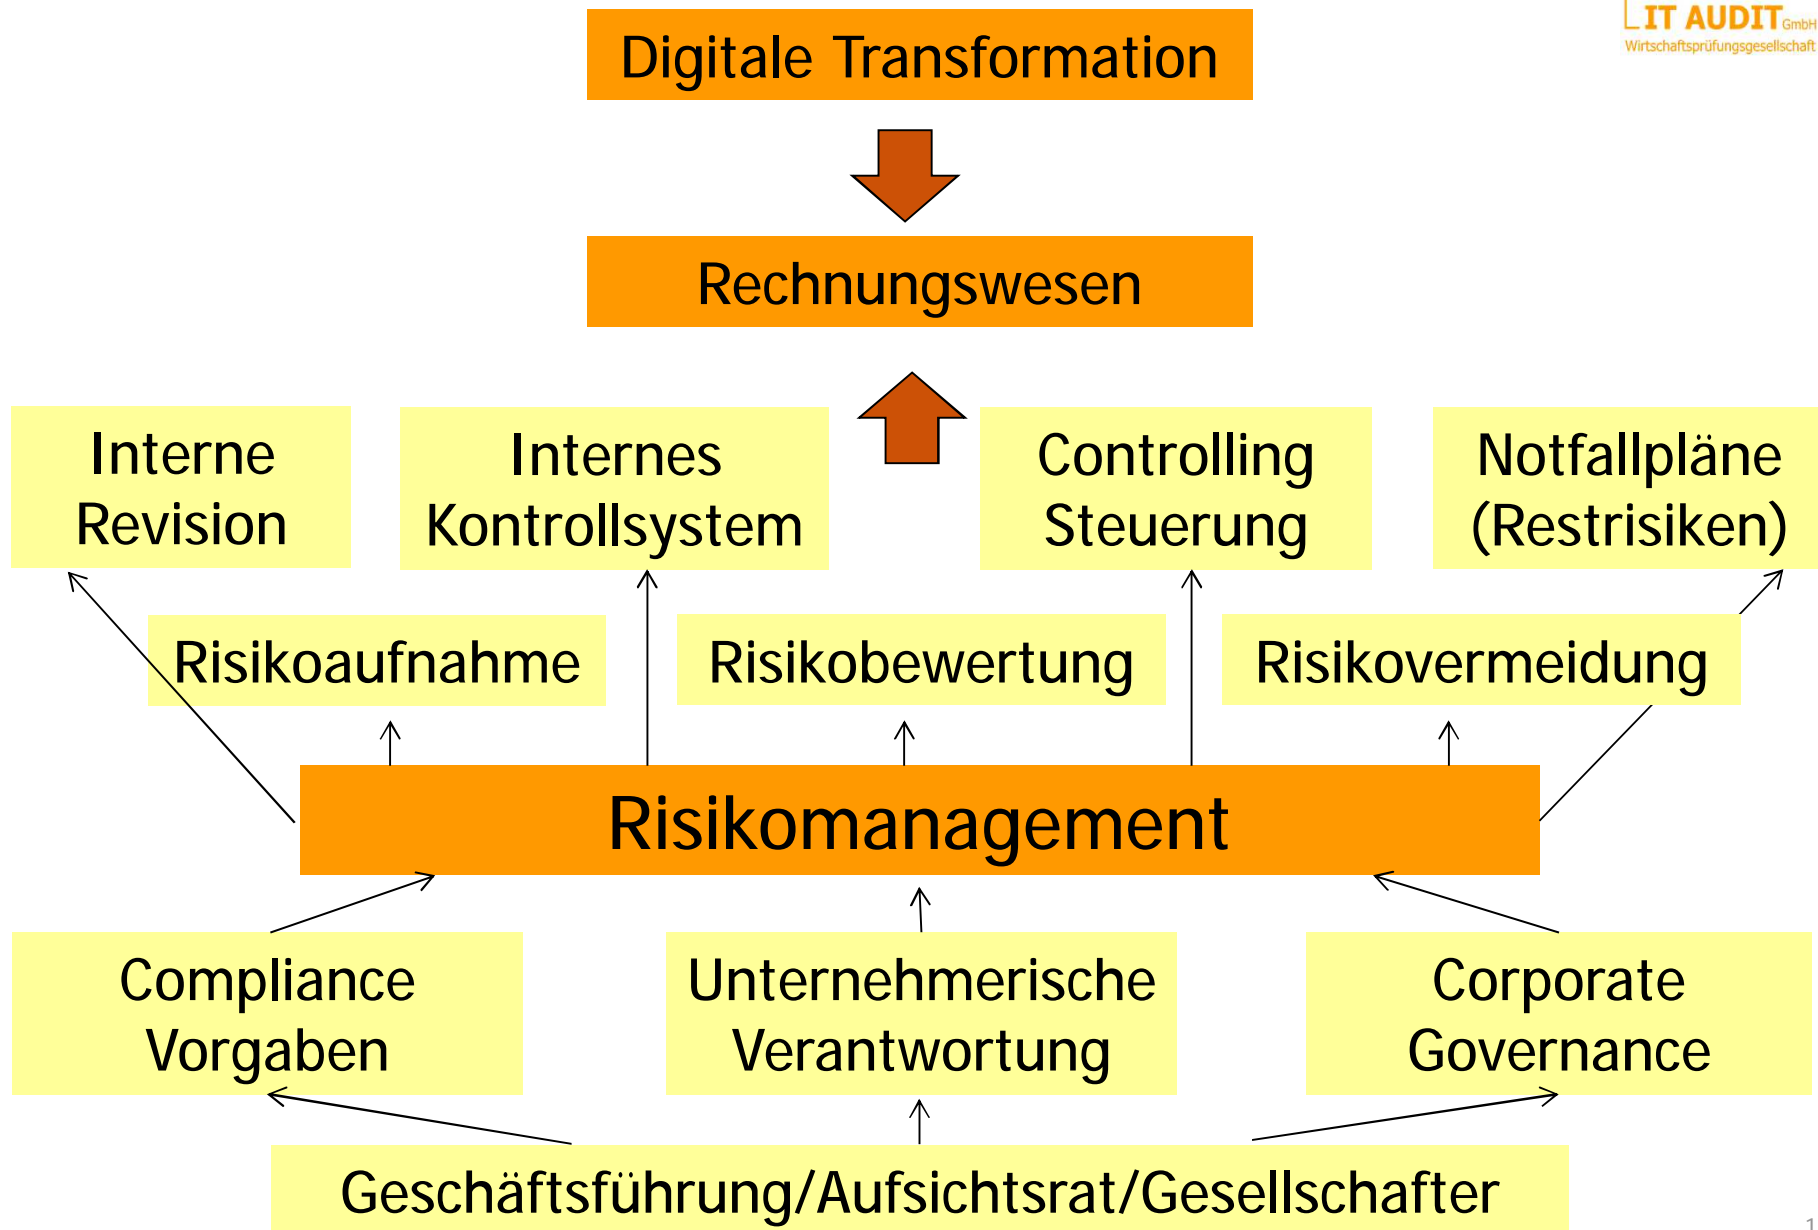 IT AUDIT GmbH
Wirtschaftsprüfungsgesellschaft
Digitale Transformation
Rechnungswesen
Interne
Revision
Internes
Kontrollsystem
Controlling
Steuerung
Notfallpläne
(Restrisiken)
Risikoaufnahme
Risikobewertung
Risikovermeidung
Risikomanagement
Compliance
Vorgaben
Unternehmerische
Verantwortung
Corporate
Governance
Geschäftsführung/Aufsichtsrat/Gesellschafter
1